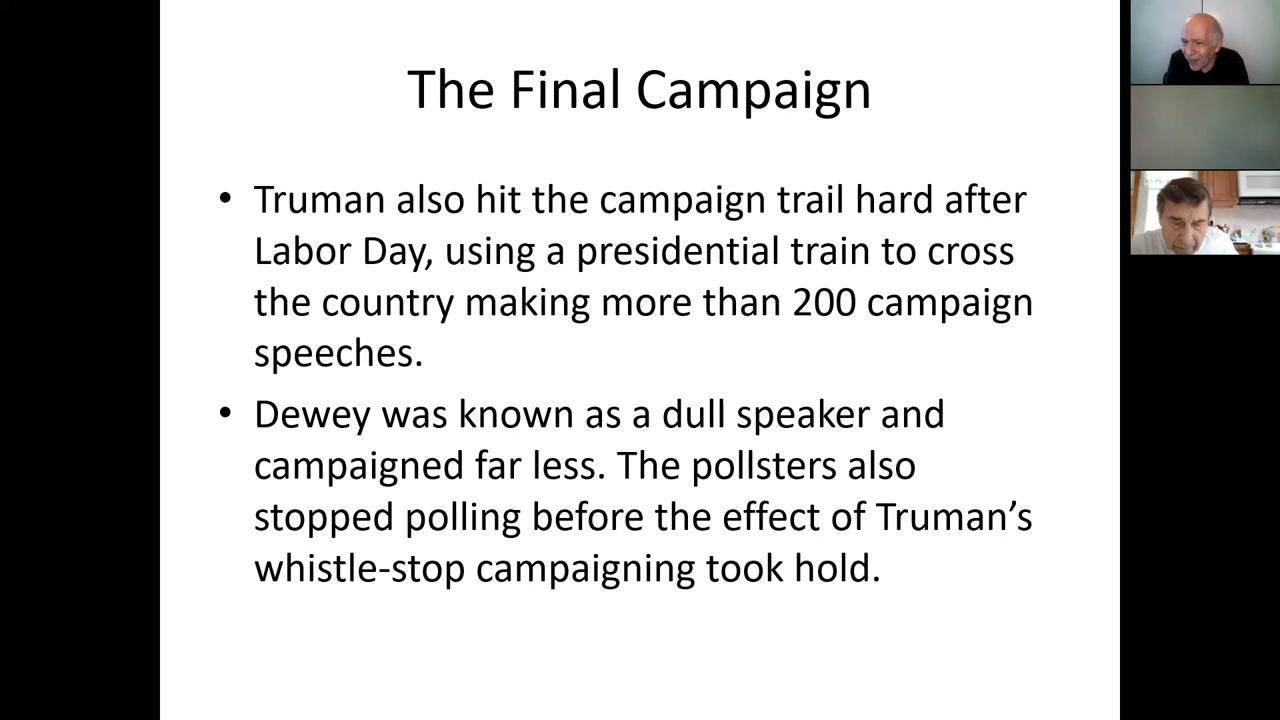 The Final Campaign
• Truman also hit the campaign trail hard after
Labor Day, using a presidential train to cross
the country making more than 200 campaign
speeches.
• Dewey was known as a dull speaker and
campaigned far less. The pollsters also
stopped polling before the effect of Truman’s
whistle-stop campaigning took hold.